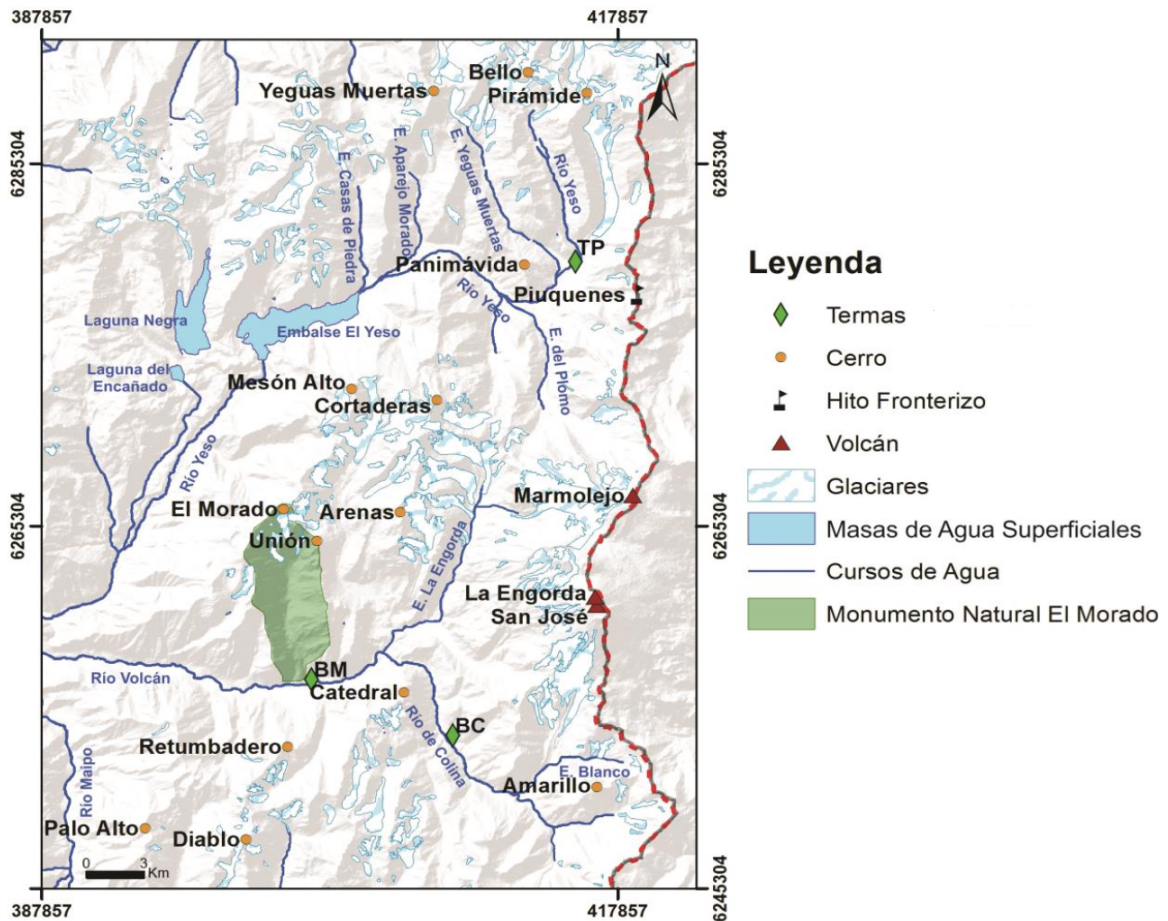 387857
417857
N
Bello
Yeguas Muertas
Pirámide
6285304
6285304
E. Casas de Piedra
E. Aparejo Morado
E. Yeguas Muertas
Río Yeso
TP
Panimávida
Piuquenes
Río Yeso
Laguna Negra
Embalse El Yeso
E. del Plomo
Laguna del
Encañado
Mesón Alto
Cortaderas
Río Yeso
Marmolejo
El Morado
Arenas
6265304
6265304
Unión
E. La Engorda
La Engorda
San José
BM
Río Volcán
Catedral
BC
Río de Colina
Retumbadero
E. Blanco
Amarillo
Río Maipo
Palo Alto
Diablo
0 3
Km
6245304
387857
417857
Leyenda
Termas
Cerro
Hito Fronterizo
Volcán
Glaciares
Masas de Agua Superficiales
Cursos de Agua
Monumento Natural El Morado